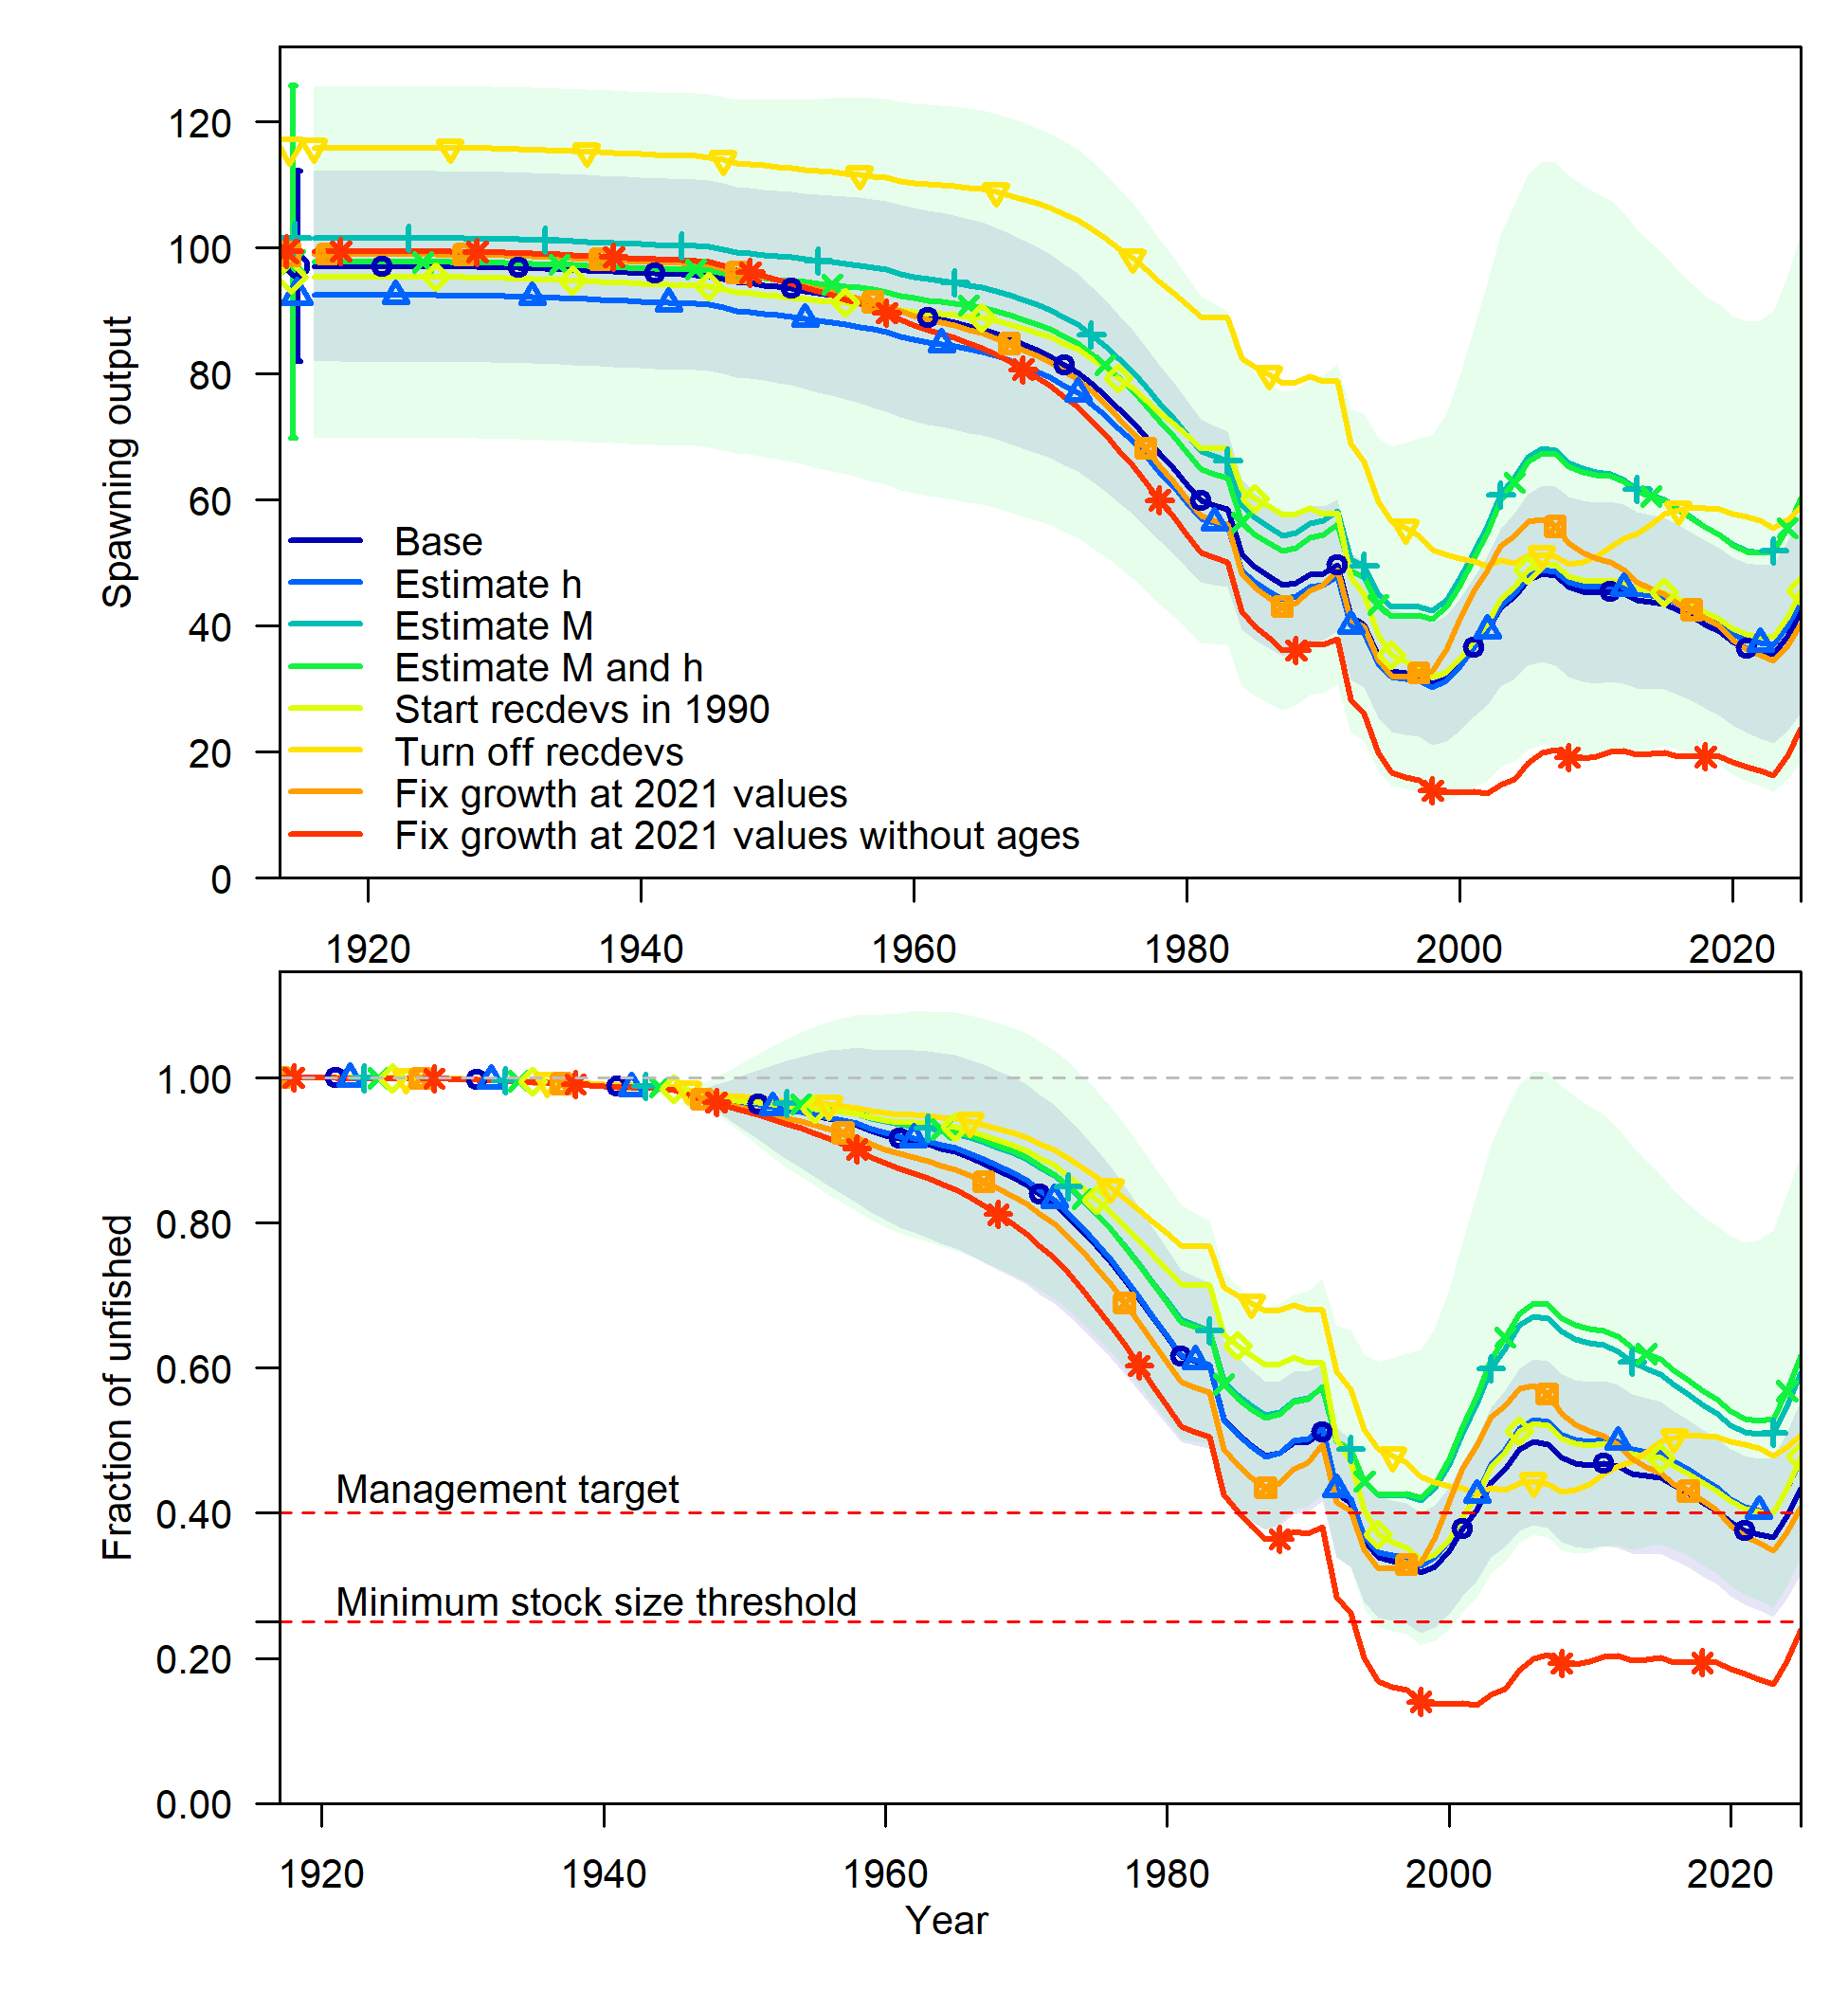 Spawning output
120
100
80
60
40
20
0
Base
Estimate h
Estimate M
Estimate M and h
Start recdevs in 1990
Turn off recdevs
Fix growth at 2021 values
Fix growth at 2021 values without ages
1920 1940 1960 1980 2000 2020
Fraction of unfished
1.00
0.80
0.60
0.40
0.20
0.00
Management target
Minimum stock size threshold
1920 1940 1960 1980 2000 2020
Year